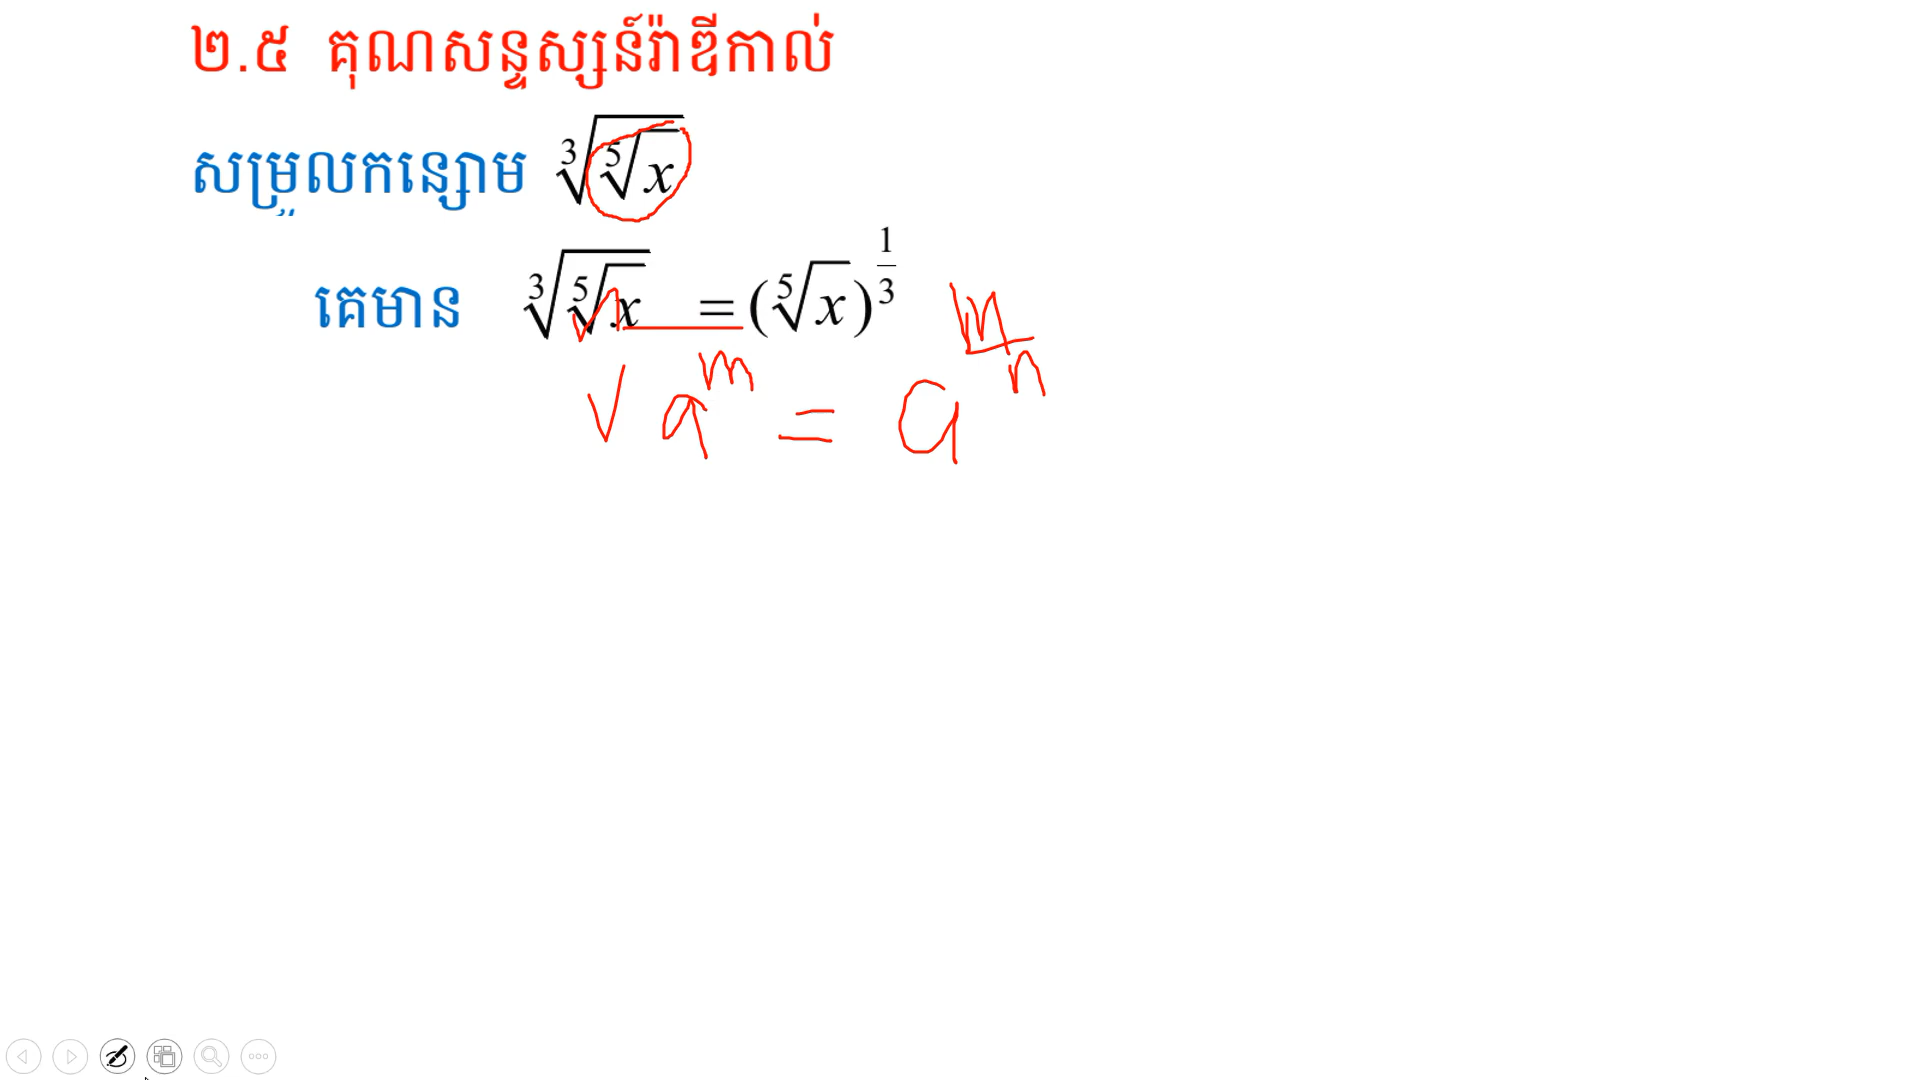 ២.៥ គុណសន្ទស្សន៍រ៉ាឌីកាល់
សម្រួលកន្សោម ∛(⁵√x)
គេមាន ∛(⁵√x) = (⁵√x)^(1/3)
√ a^m = a^(m/n)